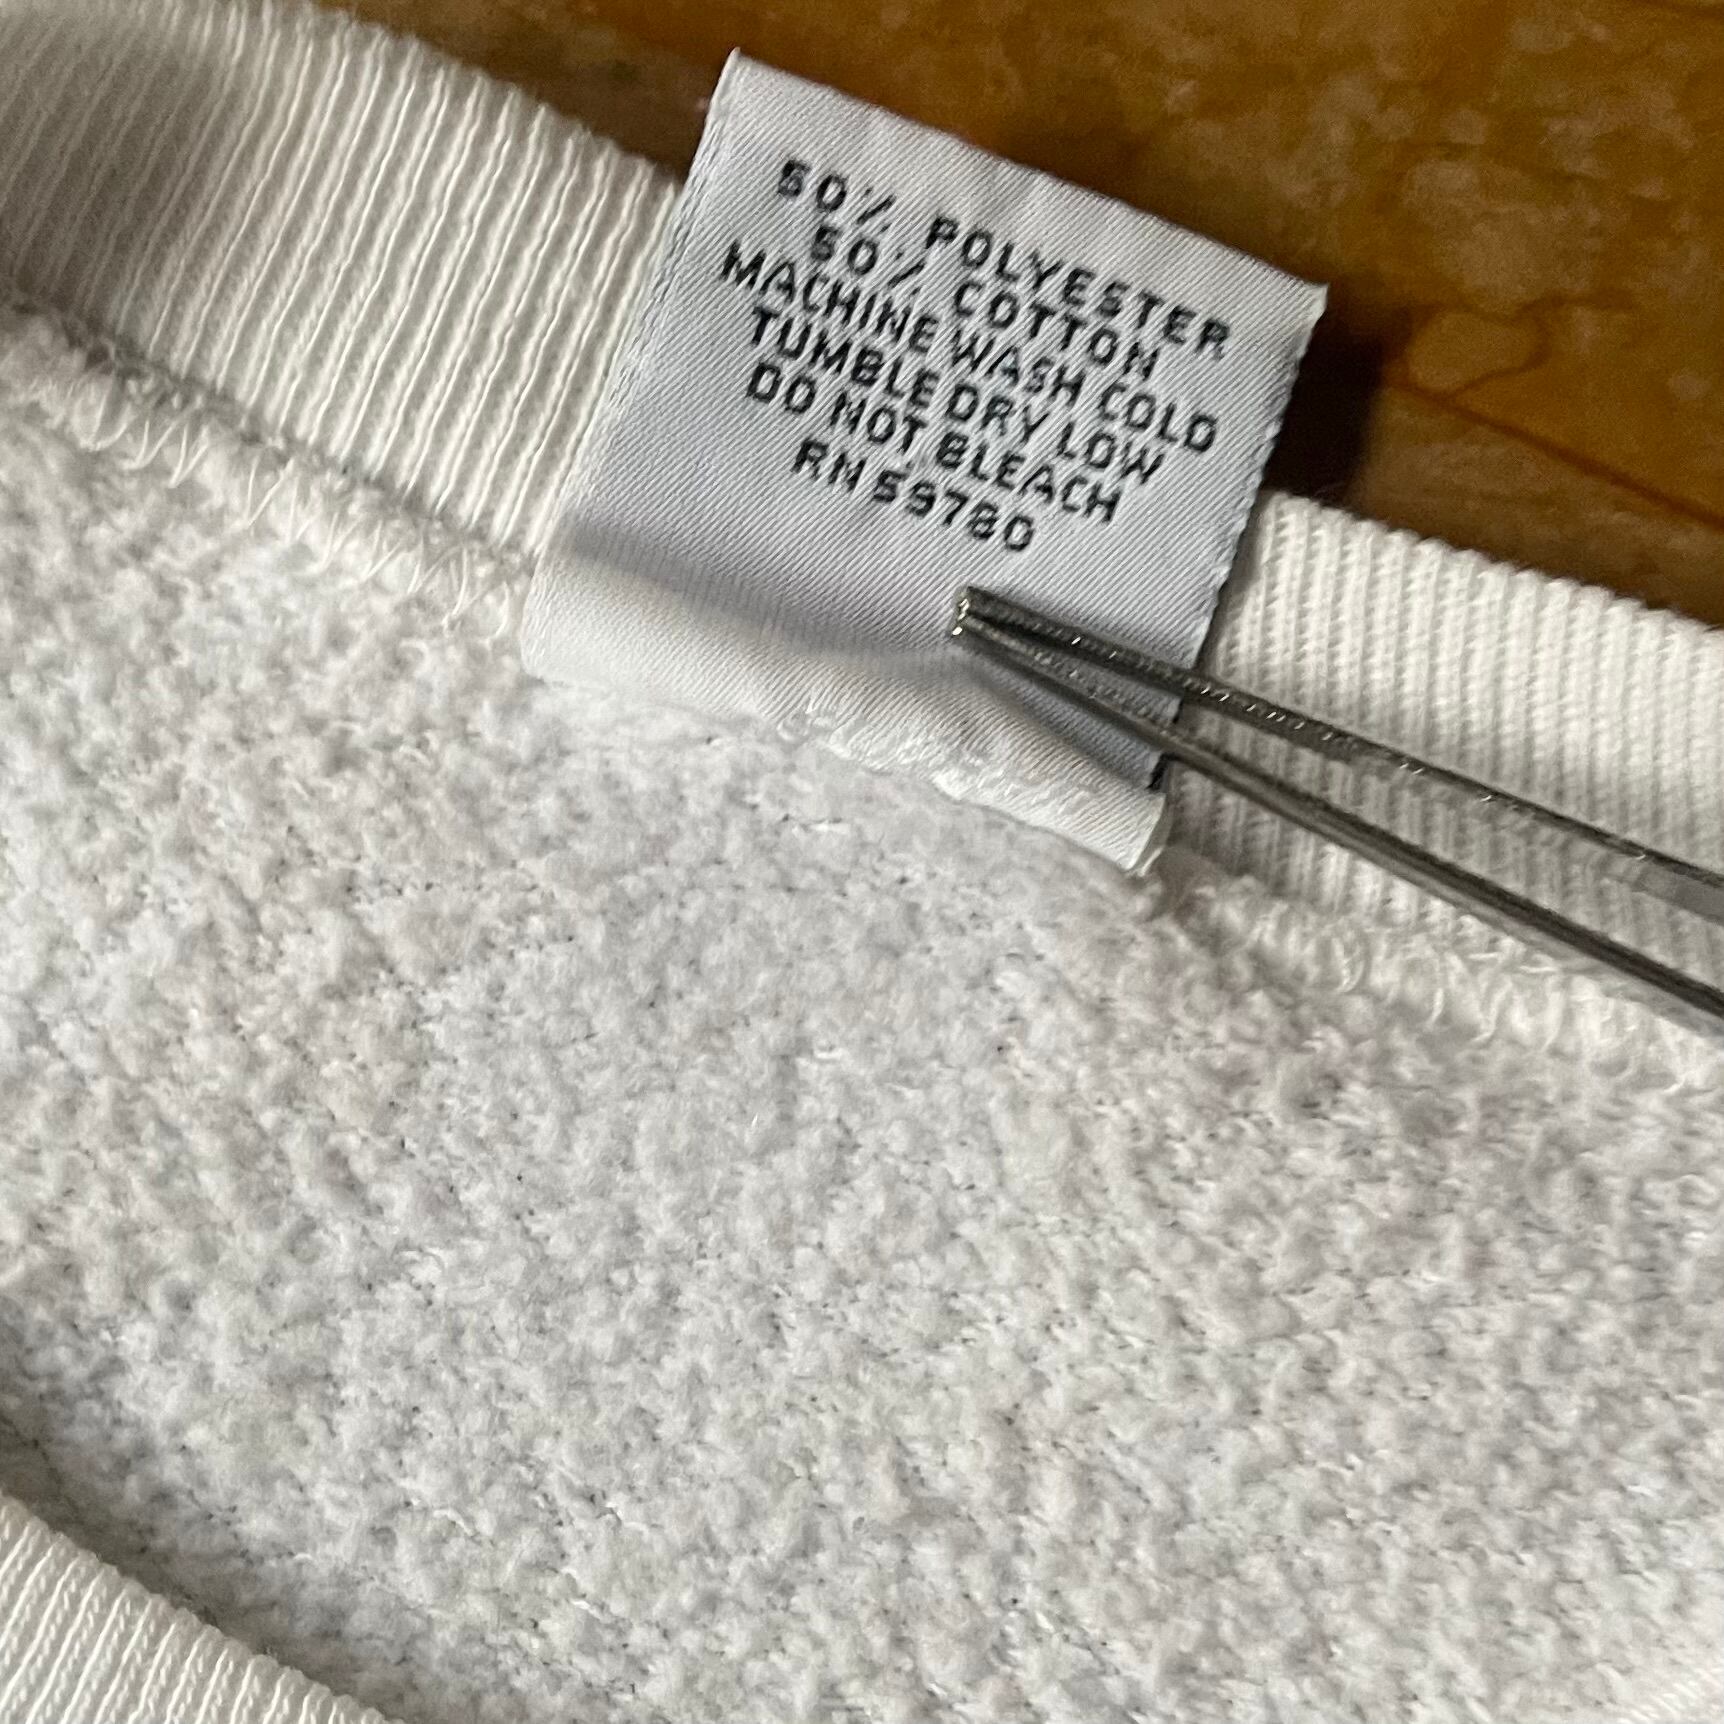 50% POLYESTER
50% COTTON
MACHINE WASH COLD
TUMBLE DRY LOW
DO NOT BLEACH
RN 59780